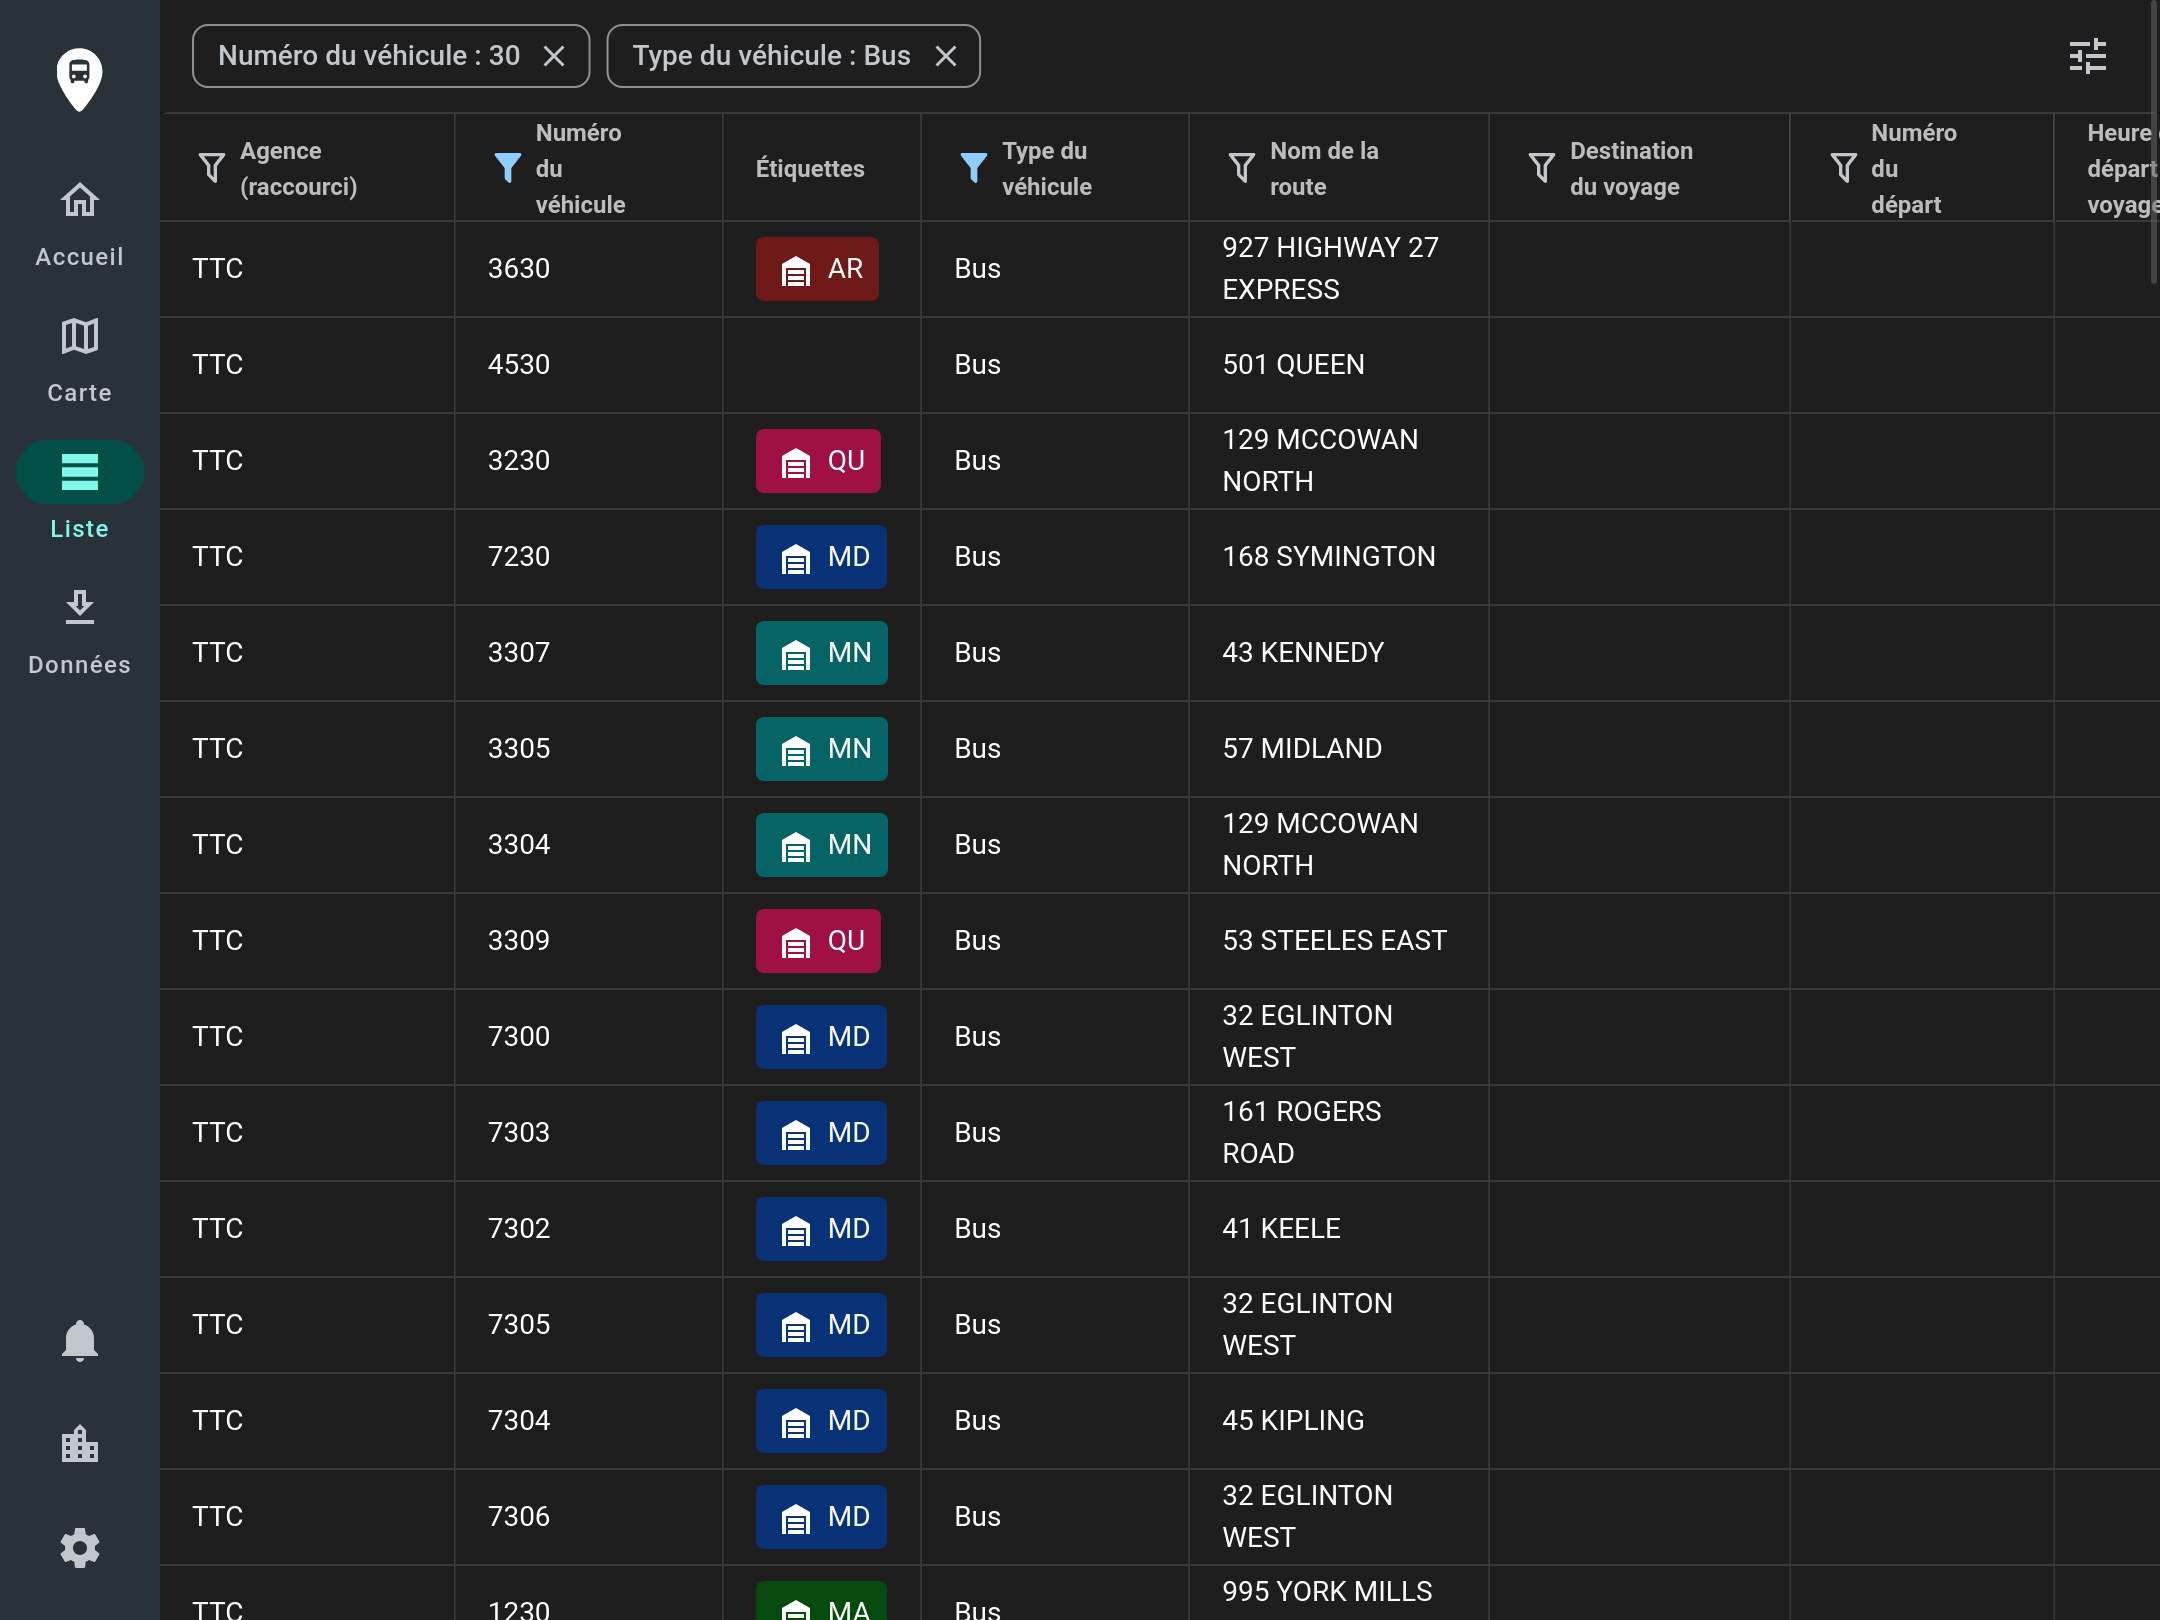 Numéro du véhicule : 30
Type du véhicule : Bus
Accueil
Carte
Liste
Données
Agence
(raccourci)
Numéro
du
véhicule
Étiquettes
Type du
véhicule
Nom de la
route
Destination
du voyage
Numéro
du
départ
Heure
départ
voyage
TTC
3630
AR
Bus
927 HIGHWAY 27
EXPRESS
TTC
4530
Bus
501 QUEEN
TTC
3230
QU
Bus
129 MCCOWAN
NORTH
TTC
7230
MD
Bus
168 SYMINGTON
TTC
3307
MN
Bus
43 KENNEDY
TTC
3305
MN
Bus
57 MIDLAND
TTC
3304
MN
Bus
129 MCCOWAN
NORTH
TTC
3309
QU
Bus
53 STEELES EAST
TTC
7300
MD
Bus
32 EGLINTON
WEST
TTC
7303
MD
Bus
161 ROGERS
ROAD
TTC
7302
MD
Bus
41 KEELE
TTC
7305
MD
Bus
32 EGLINTON
WEST
TTC
7304
MD
Bus
45 KIPLING
TTC
7306
MD
Bus
32 EGLINTON
WEST
TTC
1230
MA
Bus
995 YORK MILLS